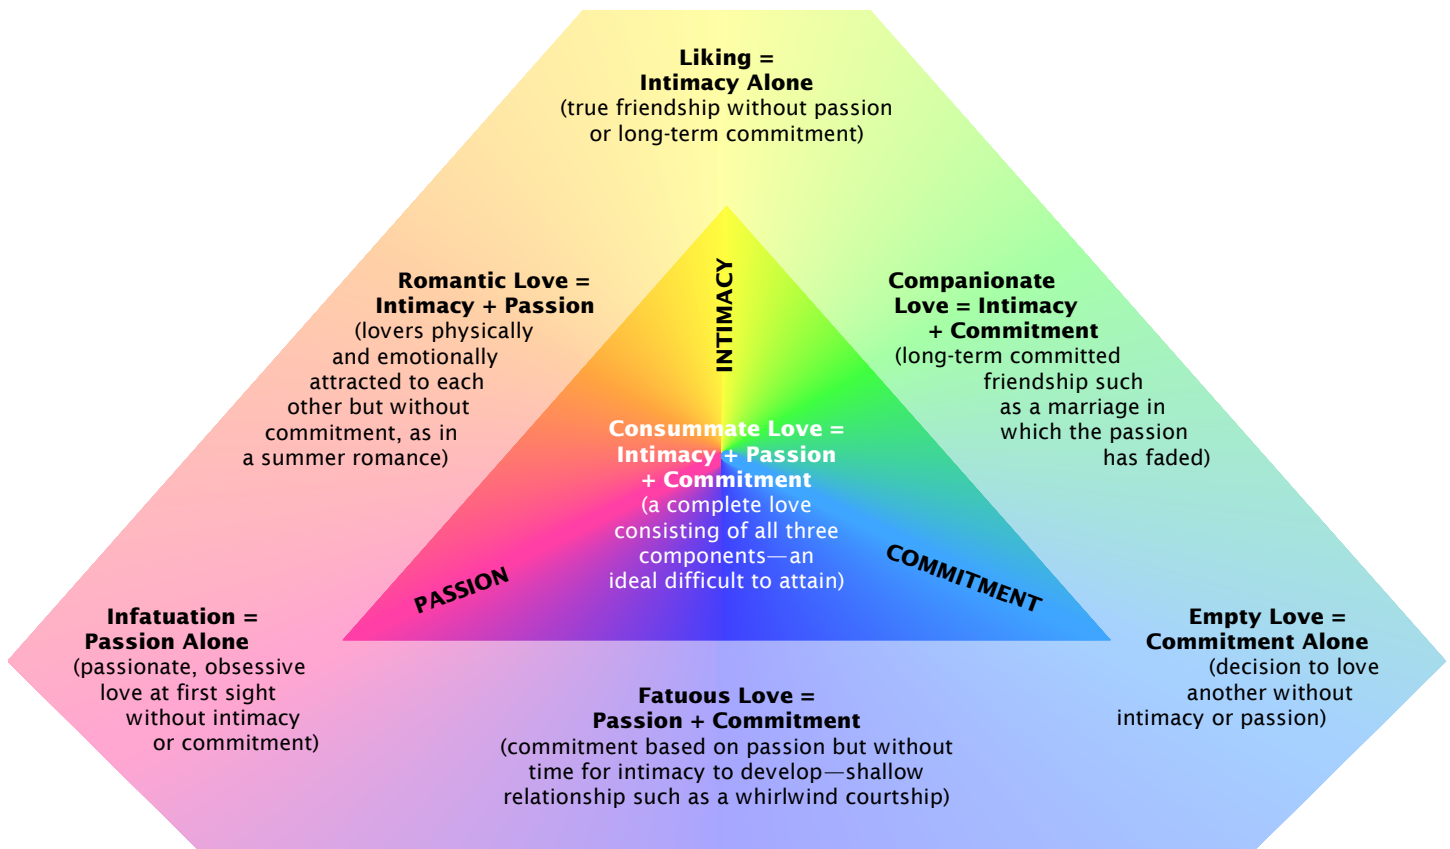 Liking =
Intimacy Alone
(true friendship without passion
or long-term commitment)
Romantic Love =
Intimacy + Passion
(lovers physically
and emotionally
attracted to each
other but without
commitment, as in
a summer romance)
INTIMACY
Companionate
Love = Intimacy
+ Commitment
(long-term committed
friendship such
as a marriage in
which the passion
has faded)
Consummate Love =
Intimacy + Passion
+ Commitment
(a complete love
consisting of all three
components—an
ideal difficult to attain)
PASSION
COMMITMENT
Infatuation =
Passion Alone
(passionate, obsessive
love at first sight
without intimacy
or commitment)
Fatuous Love =
Passion + Commitment
(commitment based on passion but without
time for intimacy to develop—shallow
relationship such as a whirlwind courtship)
Empty Love =
Commitment Alone
(decision to love
another without
intimacy or passion)